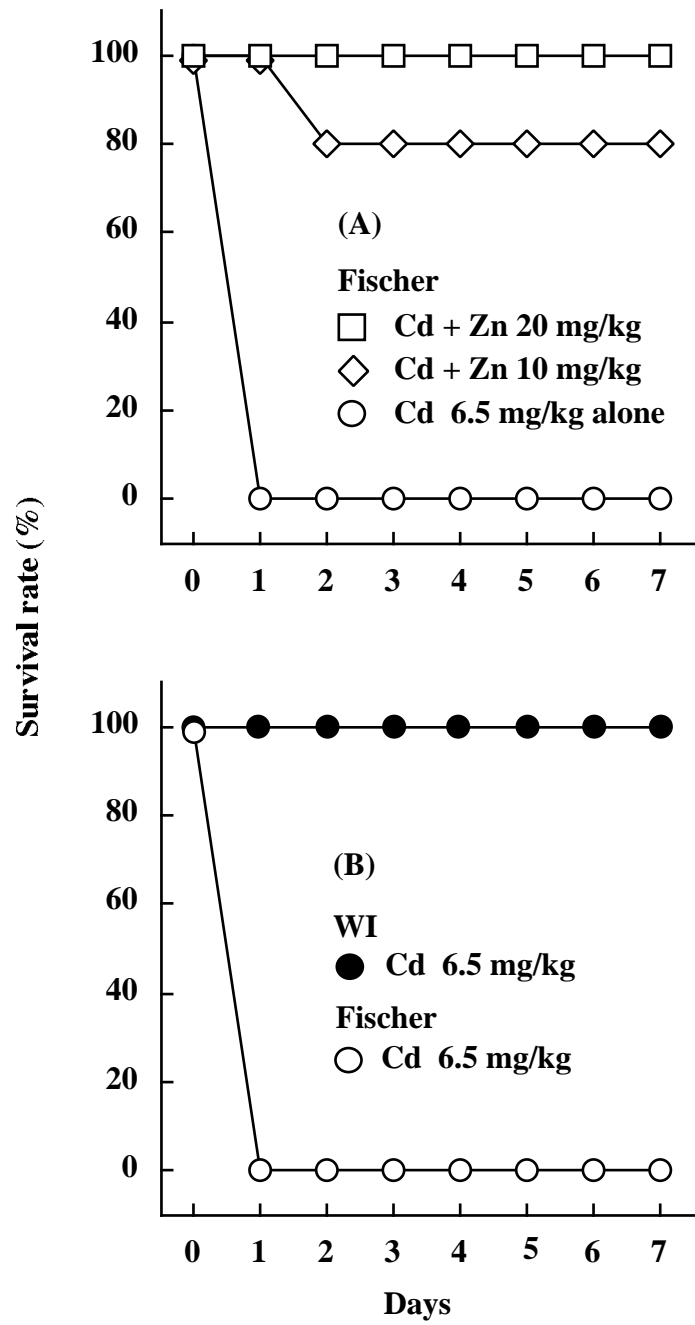 100
80
60
40
20
0
(A)
Fischer
Cd + Zn 20 mg/kg
Cd + Zn 10 mg/kg
Cd 6.5 mg/kg alone
0 1 2 3 4 5 6 7
Survival rate (%)
100
80
60
40
20
0
(B)
WI
Cd 6.5 mg/kg
Fischer
Cd 6.5 mg/kg
0 1 2 3 4 5 6 7
Days